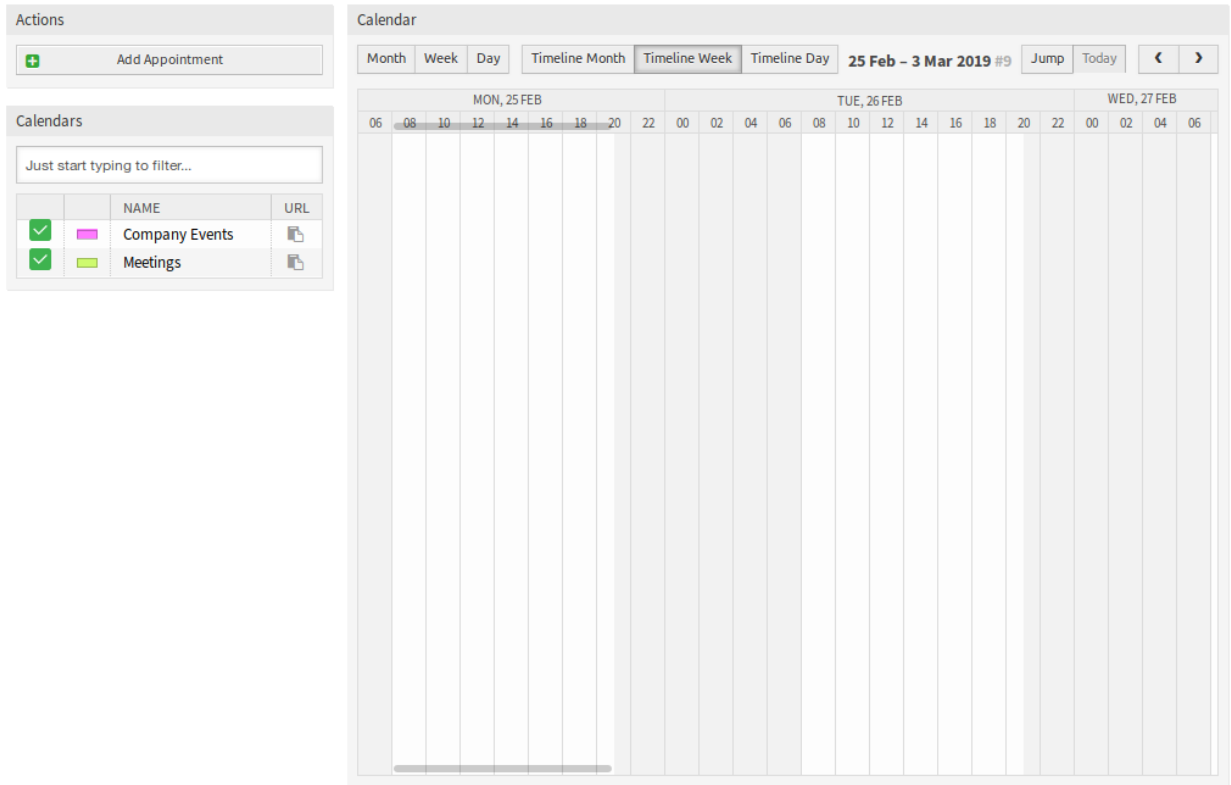 Actions
Add Appointment
Calendars
Just start typing to filter...
NAME URL
Company Events
Meetings
Calendar
Month Week Day Timeline Month Timeline Week Timeline Day 25 Feb – 3 Mar 2019 #9 Jump Today
MON, 25 FEB TUE, 26 FEB WED, 27 FEB
06 08 10 12 14 16 18 20 22 00 02 04 06 08 10 12 14 16 18 20 22 00 02 04 06